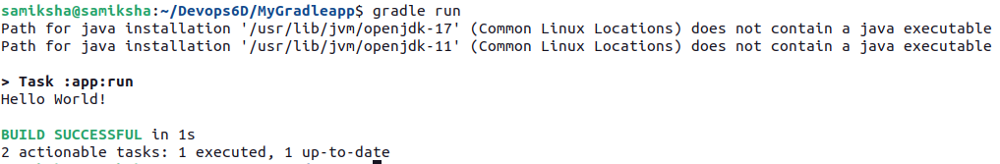 samiksha@samiksha:~/Devops6D/MyGradleapp$ gradle run
Path for java installation '/usr/lib/jvm/openjdk-17' (Common Linux Locations) does not contain a java executable
Path for java installation '/usr/lib/jvm/openjdk-11' (Common Linux Locations) does not contain a java executable
> Task :app:run
Hello World!
BUILD SUCCESSFUL in 1s
2 actionable tasks: 1 executed, 1 up-to-date